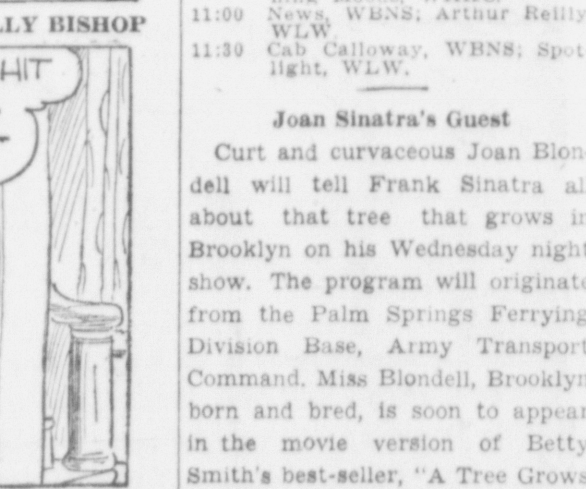 LLY BISHOP
HIT
11:00 News, WBNS; Arthur Reilly
WLW.
11:30 Cab Calloway, WBNS; Spot-
light, WLW.
Joan Sinatra's Guest
Curt and curvaceous Joan Blon-
dell will tell Frank Sinatra al
about that tree that grows in
Brooklyn on his Wednesday night
show. The program will originate
from the Palm Springs Ferrying
Division Base, Army Transport
Command. Miss Blondell, Brooklyn
born and bred, is soon to appear
in the movie version of Betty
Smith's best-seller, "A Tree Grows